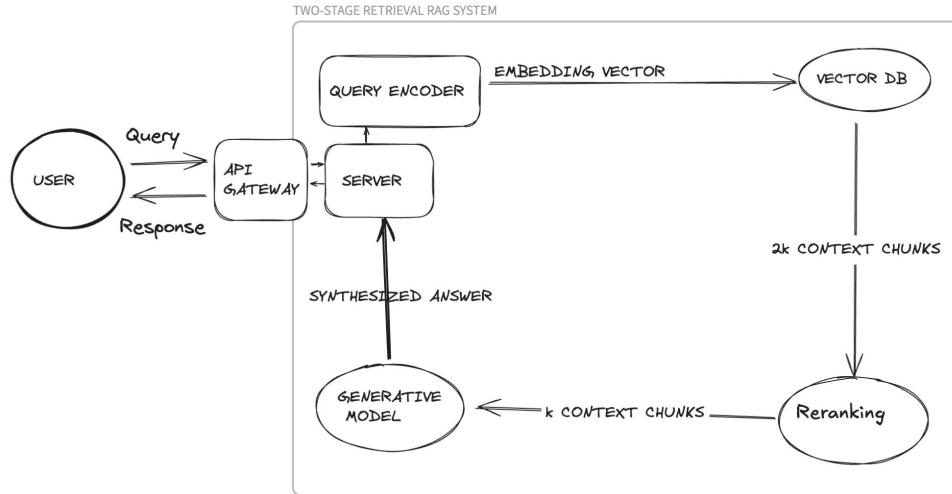 TWO-STAGE RETRIEVAL RAG SYSTEM
QUERY ENCODER
EMBEDDING VECTOR
VECTOR DB
Query
USER
API
GATEWAY
SERVER
Response
2k CONTEXT CHUNKS
SYNTHESIZED ANSWER
GENERATIVE
MODEL
k CONTEXT CHUNKS
Reranking